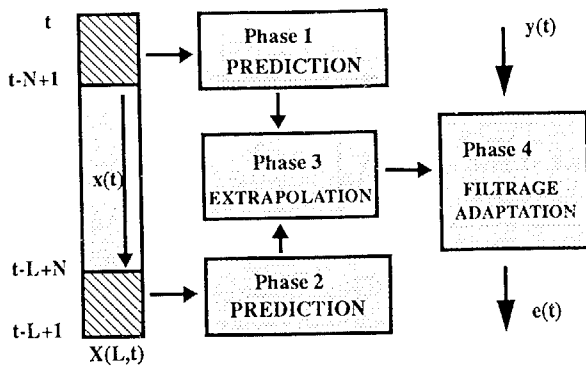 t
t-N+1
x(t)
t-L+N
t-L+1
X(L,t)
Phase 1
PREDICTION
Phase 3
EXTRAPOLATION
Phase 2
PREDICTION
y(t)
Phase 4
FILTRAGE
ADAPTATION
e(t)